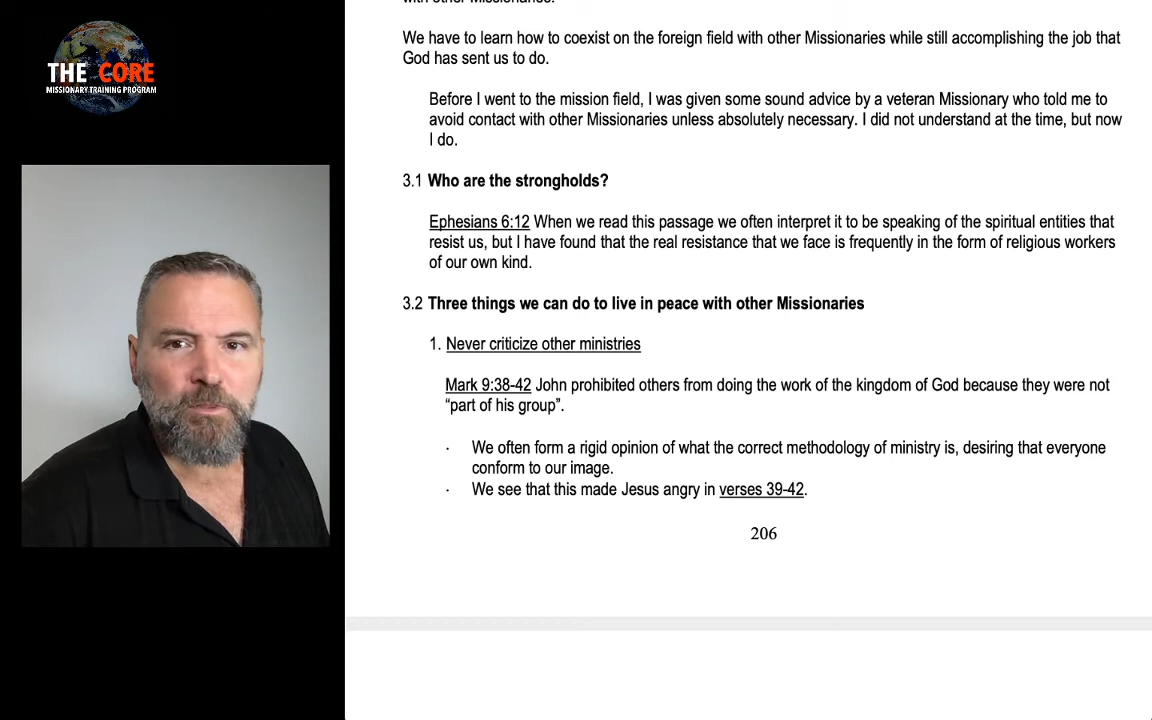 THE CORE
MISSIONARY TRAINING PROGRAM
with other Missionaries.
We have to learn how to coexist on the foreign field with other Missionaries while still accomplishing the job that
God has sent us to do.
Before I went to the mission field, I was given some sound advice by a veteran Missionary who told me to
avoid contact with other Missionaries unless absolutely necessary. I did not understand at the time, but now
I do.
3.1 Who are the strongholds?
Ephesians 6:12 When we read this passage we often interpret it to be speaking of the spiritual entities that
resist us, but I have found that the real resistance that we face is frequently in the form of religious workers
of our own kind.
3.2 Three things we can do to live in peace with other Missionaries
1. Never criticize other ministries
Mark 9:38-42 John prohibited others from doing the work of the kingdom of God because they were not
“part of his group”.
· We often form a rigid opinion of what the correct methodology of ministry is, desiring that everyone
conform to our image.
· We see that this made Jesus angry in verses 39-42.
206